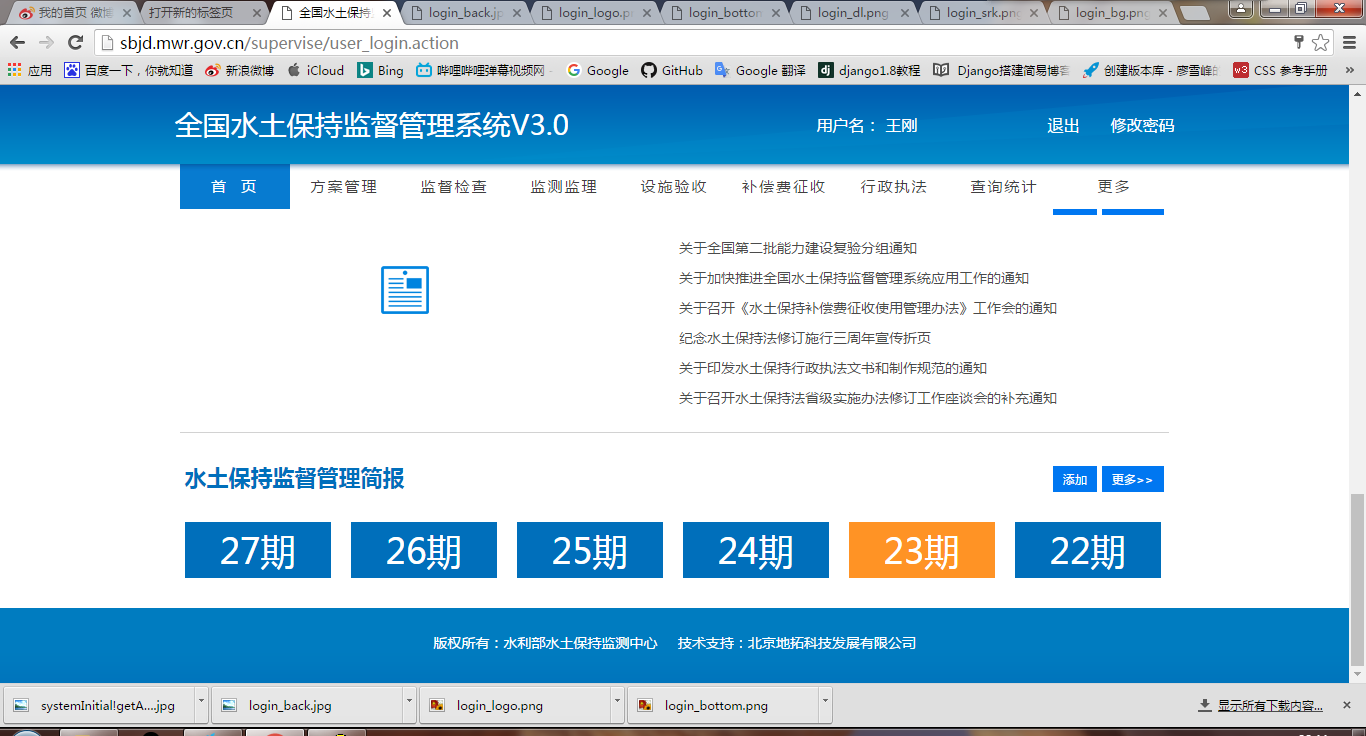 我的首页 微博
打开新的标签页
全国水土保持
login_back.jp
login_logo.pn
login_bottom
login_dl.png
login_srk.png
login_bg.png
sbjd.mwr.gov.cn/supervise/user_login.action
应用 百度一下，你就知道 新浪微博 iCloud Bing 哔哩哔哩弹幕视频网 - Google GitHub Google 翻译 django1.8教程 Django搭建简易博客 创建版本库 - 廖雪峰的 CSS 参考手册 »
全国水土保持监督管理系统V3.0
用户名： 王刚
退出
修改密码
首 页 方案管理 监督检查 监测监理 设施验收 补偿费征收 行政执法 查询统计 更多
关于全国第二批能力建设复验分组通知
关于加快推进全国水土保持监督管理系统应用工作的通知
关于召开《水土保持补偿费征收使用管理办法》工作会的通知
纪念水土保持法修订施行三周年宣传折页
关于印发水土保持行政执法文书和制作规范的通知
关于召开水土保持法省级实施办法修订工作座谈会的补充通知
水土保持监督管理简报
添加 更多>>
27期 26期 25期 24期 23期 22期
版权所有：水利部水土保持监测中心 技术支持：北京地拓科技发展有限公司
systemInitial!getA....jpg login_back.jpg login_logo.png login_bottom.png 显示所有下载内容...